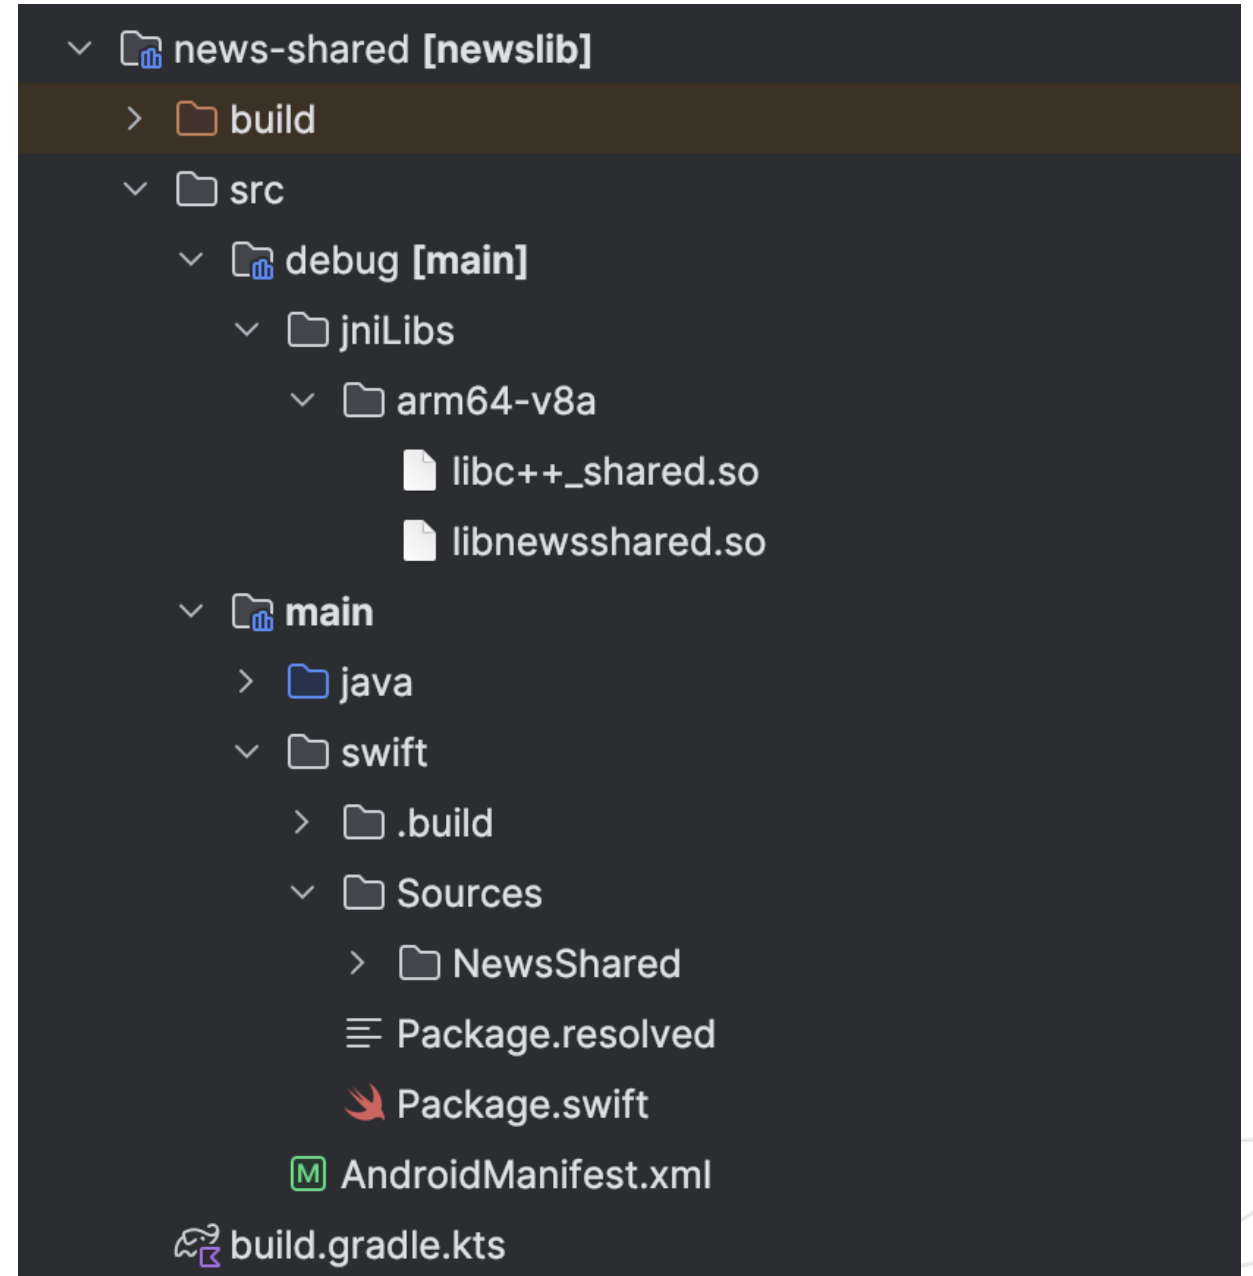 news-shared [newslib]
build
src
debug [main]
jniLibs
arm64-v8a
libc++_shared.so
libnewsshared.so
main
java
swift
.build
Sources
NewsShared
Package.resolved
Package.swift
M AndroidManifest.xml
build.gradle.kts